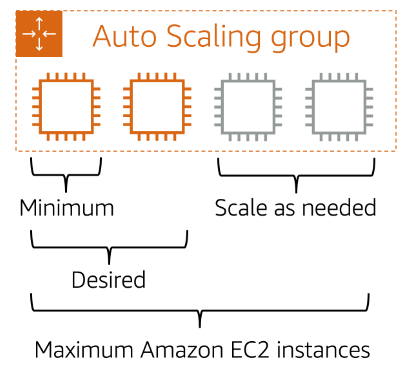 Auto Scaling group
Minimum
Scale as needed
Desired
Maximum Amazon EC2 instances